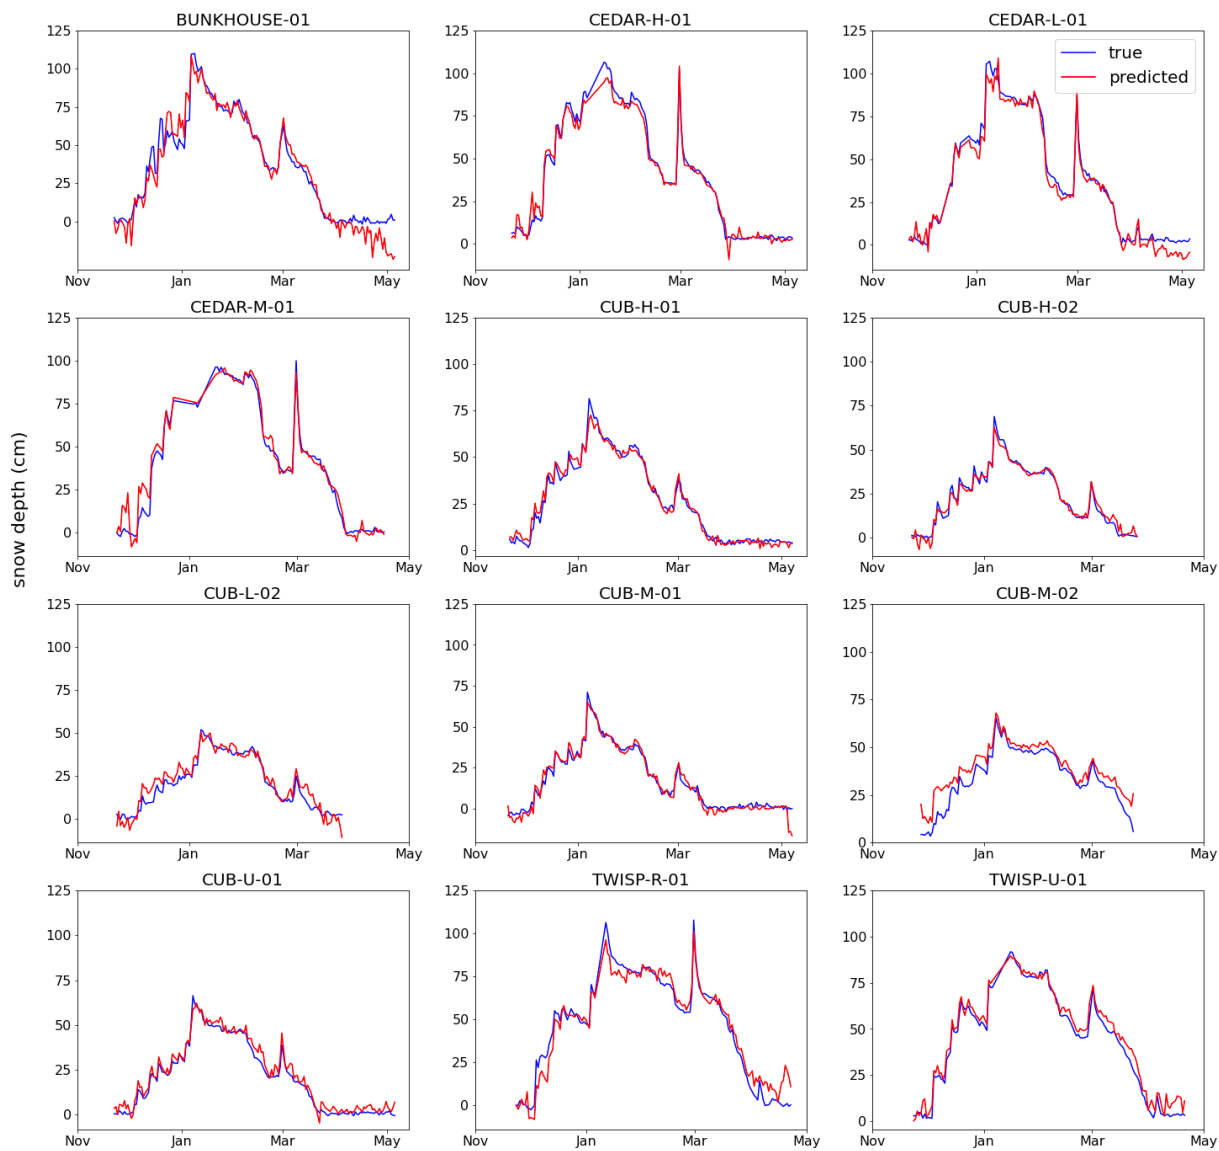 BUNKHOUSE-01
125
100
75
50
25
0
Nov Jan Mar May
CEDAR-H-01
125
100
75
50
25
0
Nov Jan Mar May
CEDAR-L-01
true
predicted
125
100
75
50
25
0
Nov Jan Mar May
snow depth (cm)
CEDAR-M-01
125
100
75
50
25
0
Nov Jan Mar May
CUB-H-01
125
100
75
50
25
0
Nov Jan Mar May
CUB-H-02
125
100
75
50
25
0
Nov Jan Mar May
CUB-L-02
125
100
75
50
25
0
Nov Jan Mar May
CUB-M-01
125
100
75
50
25
0
Nov Jan Mar May
CUB-M-02
125
100
75
50
25
0
Nov Jan Mar May
CUB-U-01
125
100
75
50
25
0
Nov Jan Mar May
TWISP-R-01
125
100
75
50
25
0
Nov Jan Mar May
TWISP-U-01
125
100
75
50
25
0
Nov Jan Mar May